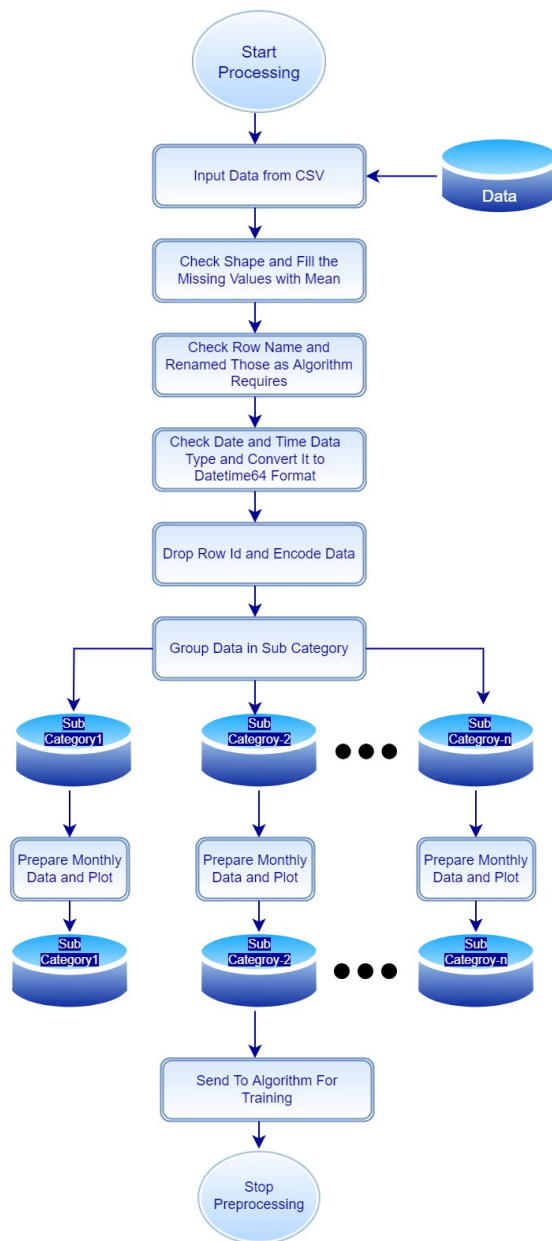 Start
Processing
Input Data from CSV
Data
Check Shape and Fill the
Missing Values with Mean
Check Row Name and
Renamed Those as Algorithm
Requires
Check Date and Time Data
Type and Convert It to
Datetime64 Format
Drop Row Id and Encode Data
Group Data in Sub Category
Sub
Category1
Sub
Categroy-2
Sub
Categroy-n
Prepare Monthly
Data and Plot
Prepare Monthly
Data and Plot
Prepare Monthly
Data and Plot
Sub
Category1
Sub
Categroy-2
Sub
Categroy-n
Send To Algorithm For
Training
Stop
Preprocessing